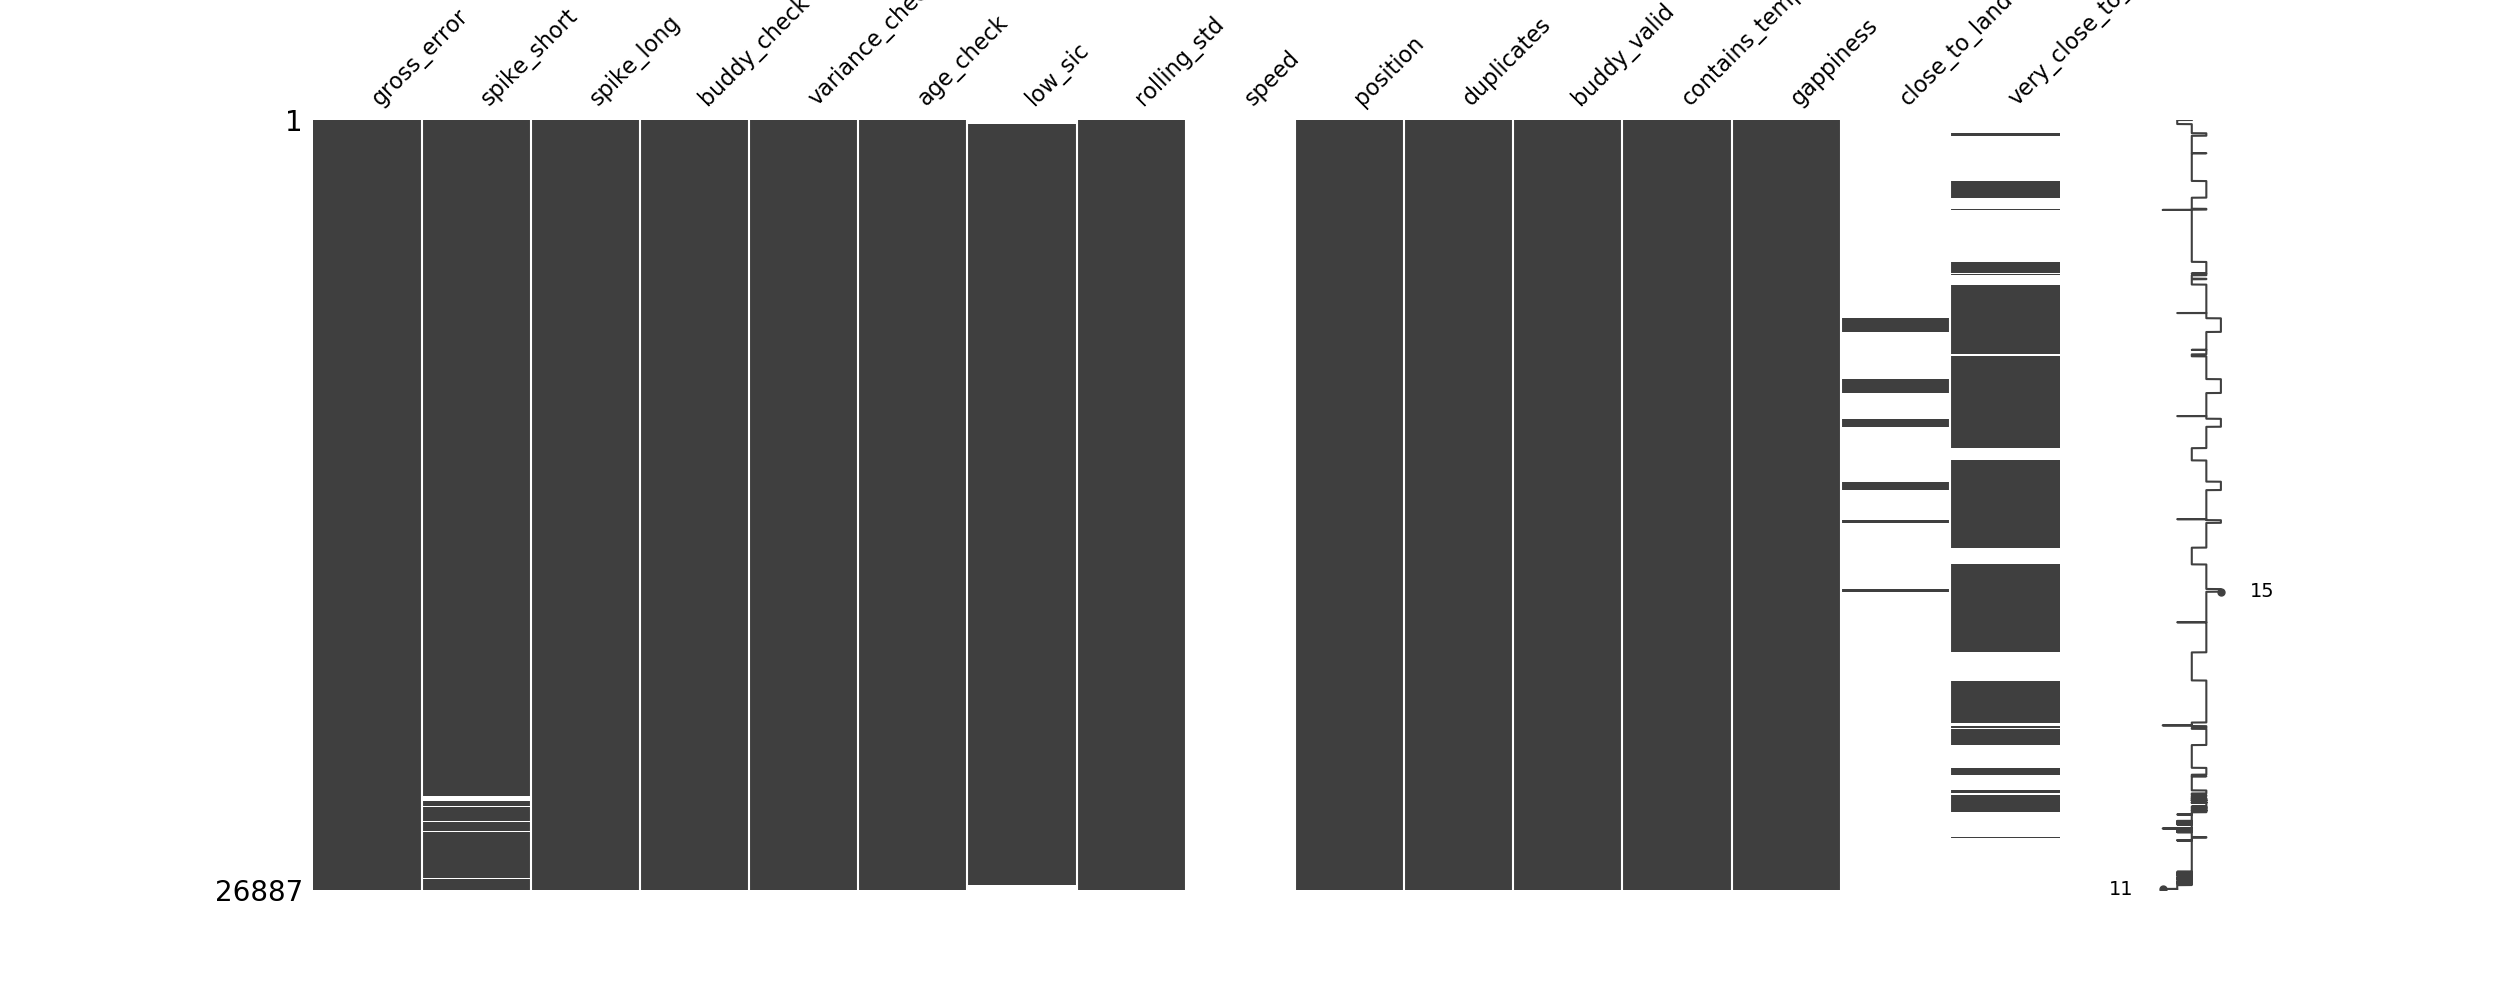 gross_error
spike_short
spike_long
buddy_check
variance_che
age_check
low_sic
rolling_std
speed
position
duplicates
buddy_valid
contains_temp
gappiness
close_to_land
very_close_to_
1
26887
15
11